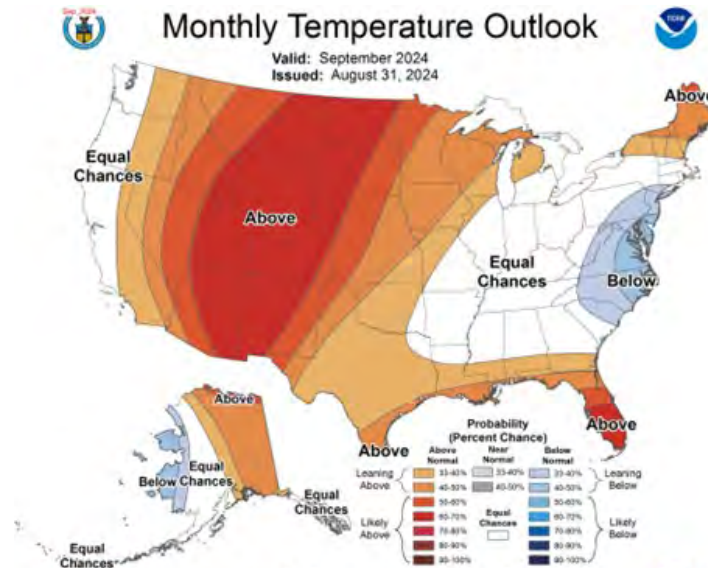 Sep. 2024
Monthly Temperature Outlook
Valid: September 2024
Issued: August 31, 2024
Above
Equal
Chances
Above
Equal
Chances
Below
Above
Above
Above
Below
Equal
Chances
Equal
Chances
Equal
Chances
Probability
(Percent Chance)
Above
Normal
Near
Normal
Below
Normal
Leaning
Above
33-40%
33-40%
33-40%
Leaning
Below
40-50%
40-50%
40-50%
Likely
Above
50-60%
50-60%
Likely
Below
60-70%
60-72%
70-80%
70-80%
80-90%
80-90%
90-100%
90-100%
Equal
Chances